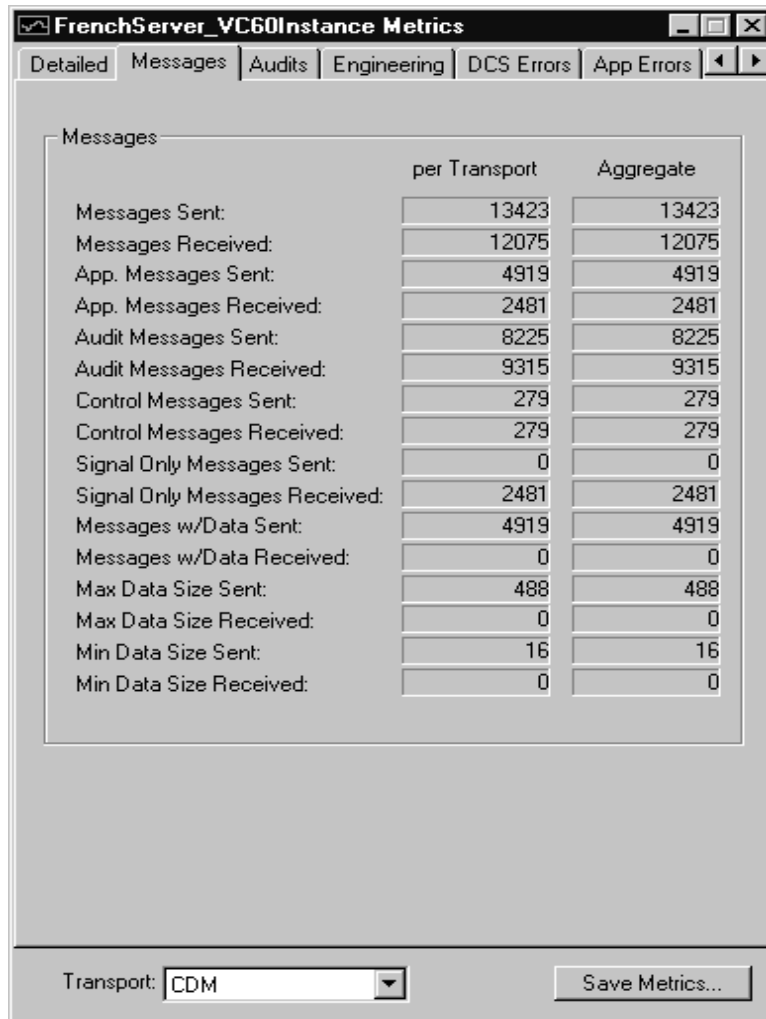 FrenchServer_VC60Instance Metrics
Detailed Messages Audits Engineering DCS Errors App Errors
Messages
per Transport Aggregate
Messages Sent: 13423 13423
Messages Received: 12075 12075
App. Messages Sent: 4919 4919
App. Messages Received: 2481 2481
Audit Messages Sent: 8225 8225
Audit Messages Received: 9315 9315
Control Messages Sent: 279 279
Control Messages Received: 279 279
Signal Only Messages Sent: 0 0
Signal Only Messages Received: 2481 2481
Messages w/Data Sent: 4919 4919
Messages w/Data Received: 0 0
Max Data Size Sent: 488 488
Max Data Size Received: 0 0
Min Data Size Sent: 16 16
Min Data Size Received: 0 0
Transport: CDM Save Metrics...